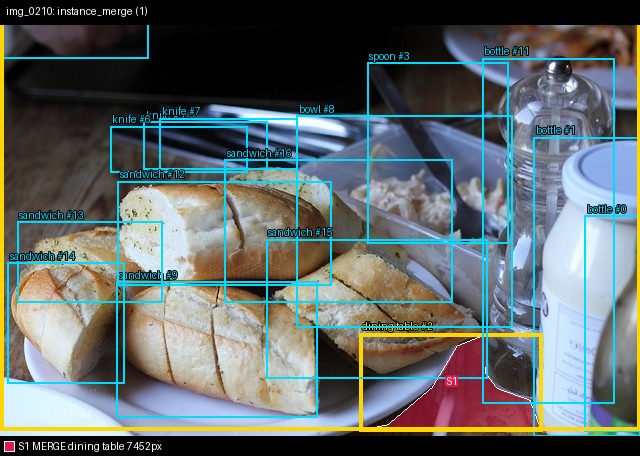 img_0210: instance_merge (1)
spoon #3
bottle #11
knife #7
knife #6
bowl #8
bottle #1
sandwich #16
sandwich #12
bottle #0
sandwich #13
sandwich #15
sandwich #14
sandwich #9
dining table #2
S1
S1 MERGE dining table 7452px